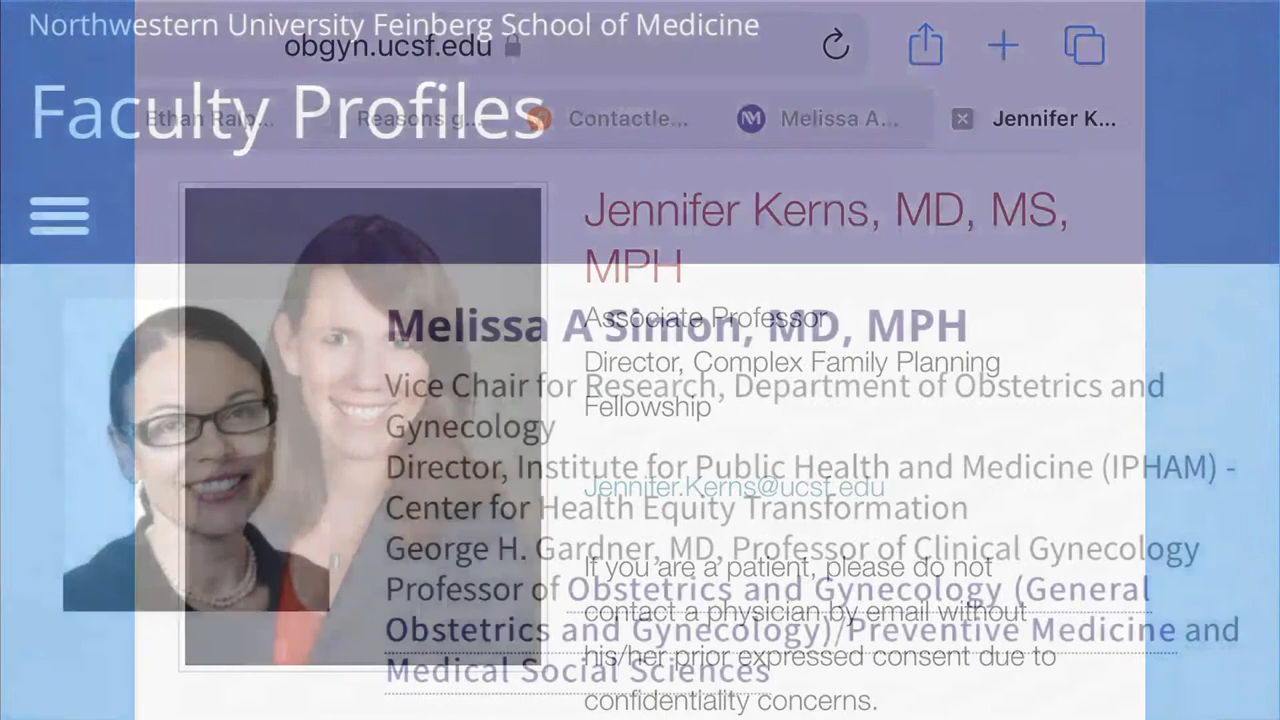 Northwestern University Feinberg School of Medicine
obgyn.ucsf.edu
Faculty Profiles
Ethan Ralp...
Reasons g...
Contactle...
Melissa A...
Jennifer K...
Jennifer Kerns, MD, MS,
MPH
Associate Professor
Director, Complex Family Planning
Fellowship
Jennifer.Kerns@ucsf.edu
If you are a patient, please do not
contact a physician by email without
his/her prior expressed consent due to
confidentiality concerns.
Melissa A Simon, MD, MPH
Vice Chair for Research, Department of Obstetrics and
Gynecology
Director, Institute for Public Health and Medicine (IPHAM) -
Center for Health Equity Transformation
George H. Gardner, MD, Professor of Clinical Gynecology
Professor of Obstetrics and Gynecology (General
Obstetrics and Gynecology)/Preventive Medicine and
Medical Social Sciences